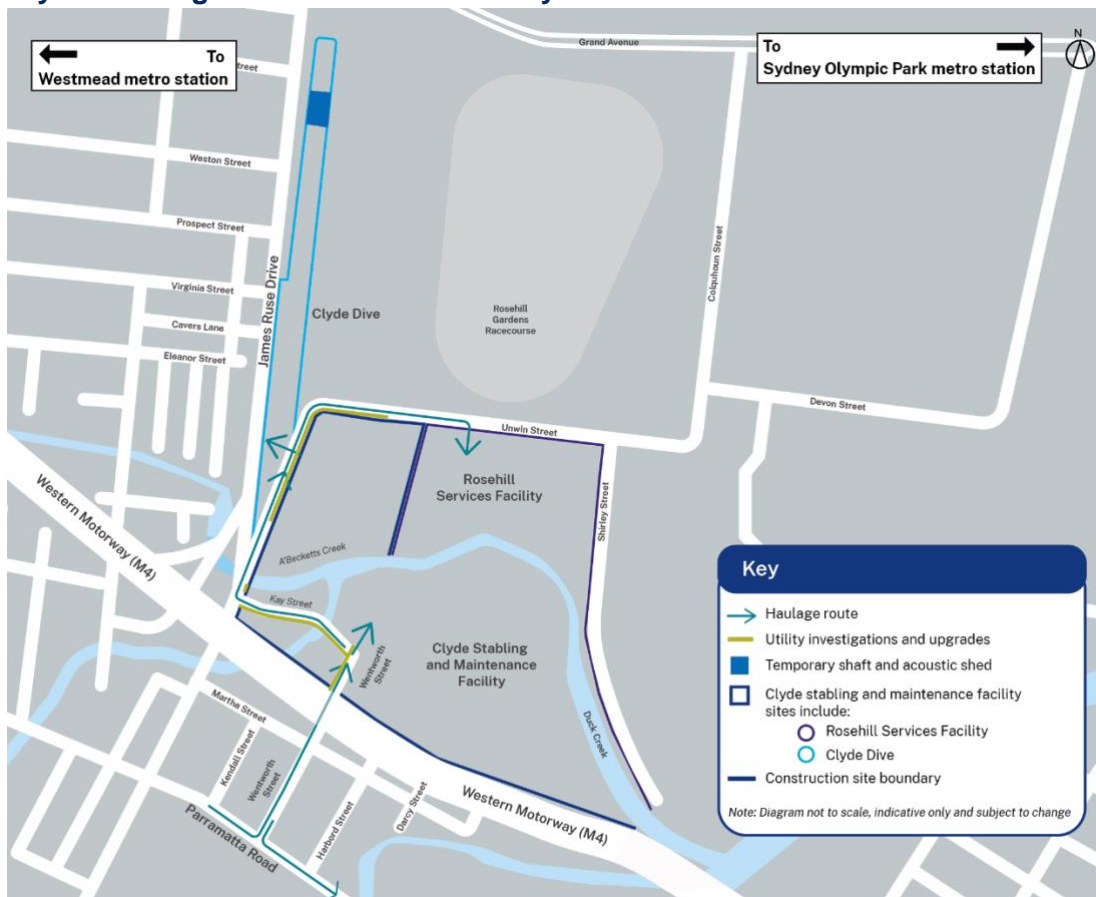 To
Westmead metro station
To
Sydney Olympic Park metro station
N
Grand Avenue
Weston Street
Prospect Street
Virginia Street
Cavers Lane
Eleanor Street
James Ruse Drive
Clyde Dive
Rosehill
Gardens
Racecourse
Colquhoun Street
Devon Street
Unwin Street
Rosehill
Services Facility
Shirley Street
Western Motorway (M4)
A'Becketts Creek
Kay Street
Wentworth
Street
Clyde Stabling
and Maintenance
Facility
Duck Creek
Martha Street
Kendall Street
Wentworth
Street
Harbord Street
Darcy Street
Parramatta Road
Western Motorway (M4)
Key
Haulage route
Utility investigations and upgrades
Temporary shaft and acoustic shed
Clyde stabling and maintenance facility
sites include:
Rosehill Services Facility
Clyde Dive
Construction site boundary
Note: Diagram not to scale, indicative only and subject to change